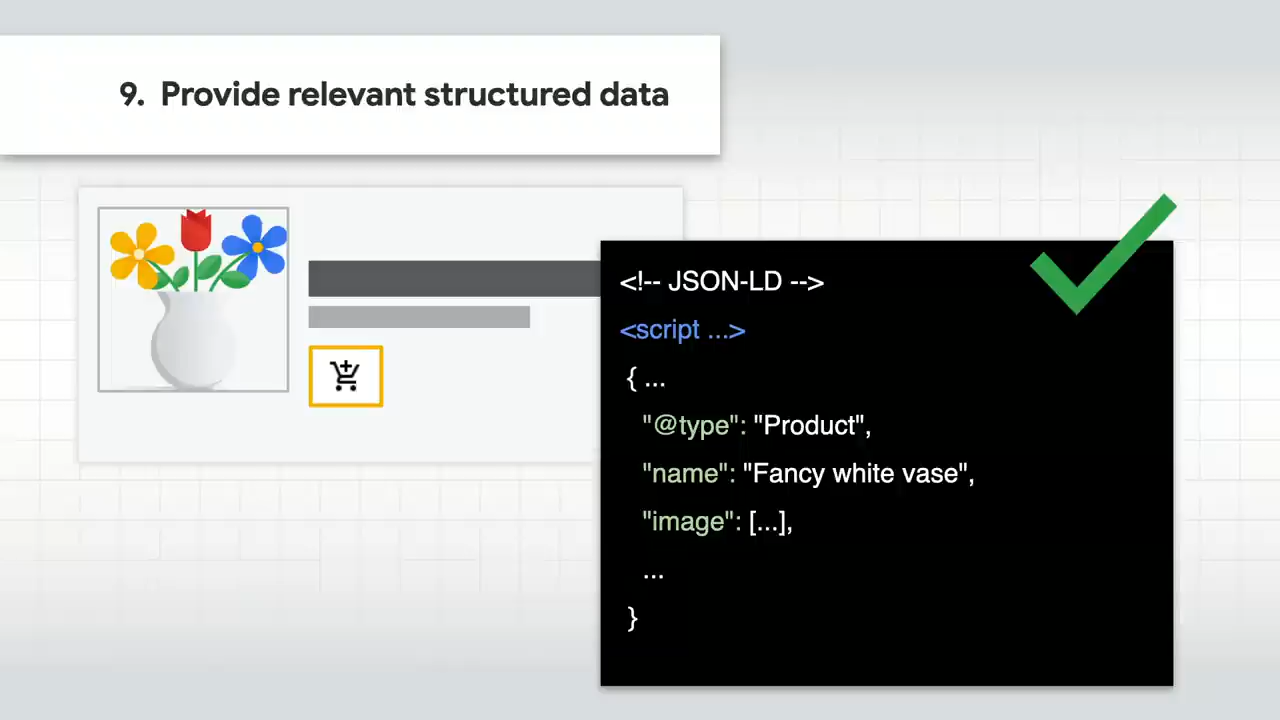 9. Provide relevant structured data
<!-- JSON-LD -->
<script ...>
{ ...
"@type": "Product",
"name": "Fancy white vase",
"image": [...],
...
}